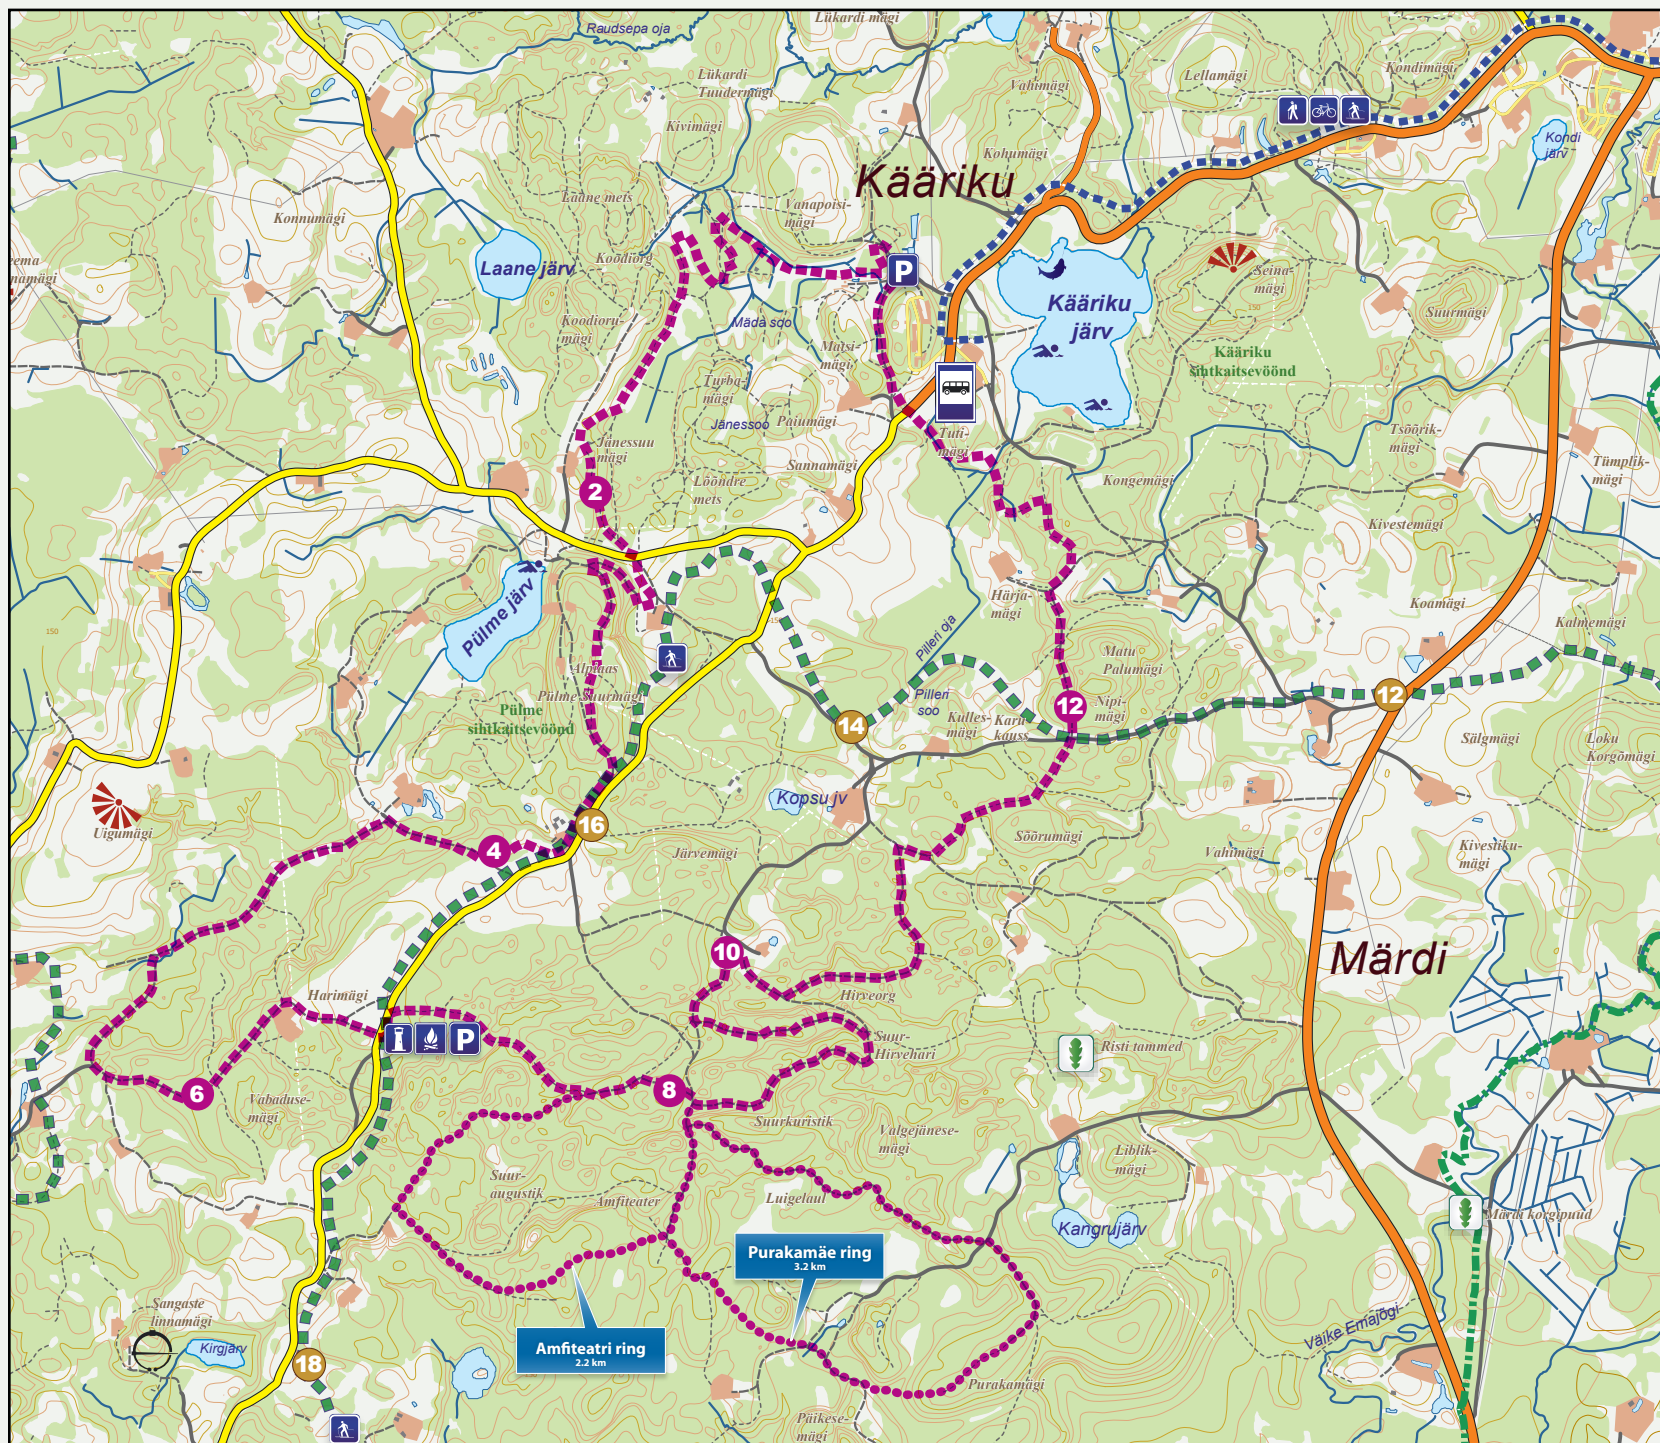 Raudsepa oja
Lükardi mägi
Lükardi
Tuudermägi
Vahimägi
Lellamägi
Kondimägi
Kivimägi
Kondi
järv
Kohumägi
Kääriku
Laane mets
Vanapoisi-
mägi
Konnumägi
Koodiorg
Laane järv
P
Seina-
mägi
150
Kääriku
järv
Suurmägi
Koodioru-
mägi
Mäda soo
Matsi-
mägi
Kääriku
sihtkaitsevöönd
Turba-
mägi
Jänessoo
Paiumägi
Tuti-
mägi
Tsõõrik-
mägi
Jänessuu
mägi
Sannamägi
Tümplik-
mägi
Lõõndre
mets
Kongemägi
2
Kivestemägi
Pülme järv
Härja-
mägi
Koamägi
150
Kalmemägi
Pilleri oja
Matu
Palumägi
Alpmaas
Pülme Suurmägi
Pülme
sihtkaitsevöönd
Pilleri
soo
Kulles-
mägi
Karu-
kauss
12
Nipi-
mägi
12
14
Sälgmägi
Loku
Korgõmägi
Kopsu jv
Uigumägi
16
4
Järvemägi
Sõõrumägi
Vahimägi
Kivestiku-
mägi
10
Märdi
Harimägi
Hirveorg
P
Suur-
Hirvehari
Risti tammed
6
8
Vabaduse-
mägi
Suurkuristik
Valgejänese-
mägi
Liblik-
mägi
Suur-
augustik
Amfiteater
Luigelaul
Märdi korgipuud
Kangrujärv
Purakamäe ring
3.2 km
Sangaste
linnamägi
Kirgjärv
Amfiteatri ring
2.2 km
Väike Emajõgi
18
Purakamägi
Päikese-
mägi